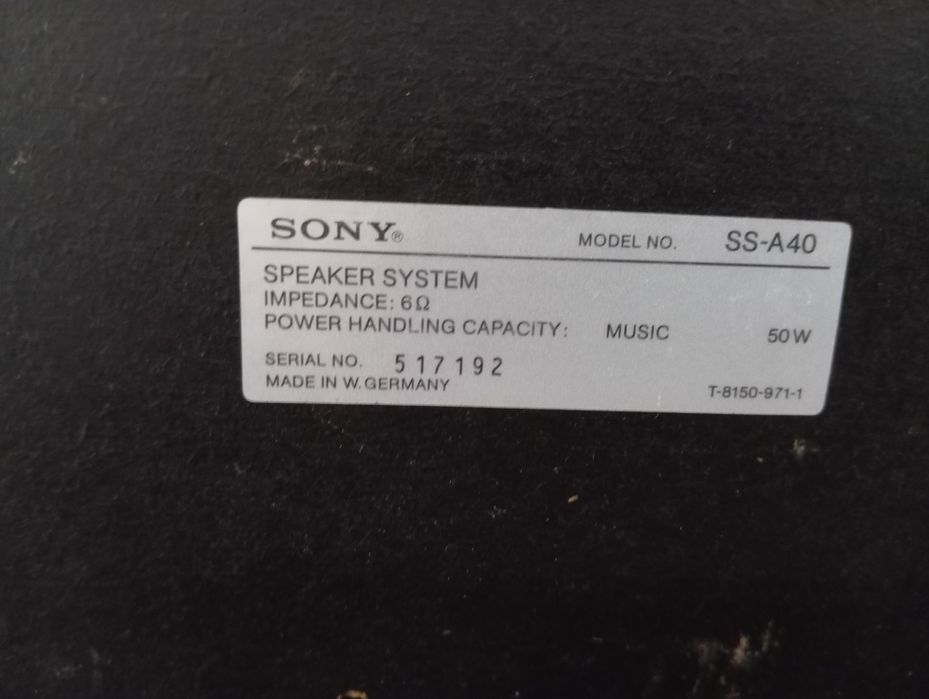 SONY®
MODEL NO. SS-A40
SPEAKER SYSTEM
IMPEDANCE: 6Ω
POWER HANDLING CAPACITY: MUSIC 50W
SERIAL NO. 517192
MADE IN W. GERMANY
T-8150-971-1